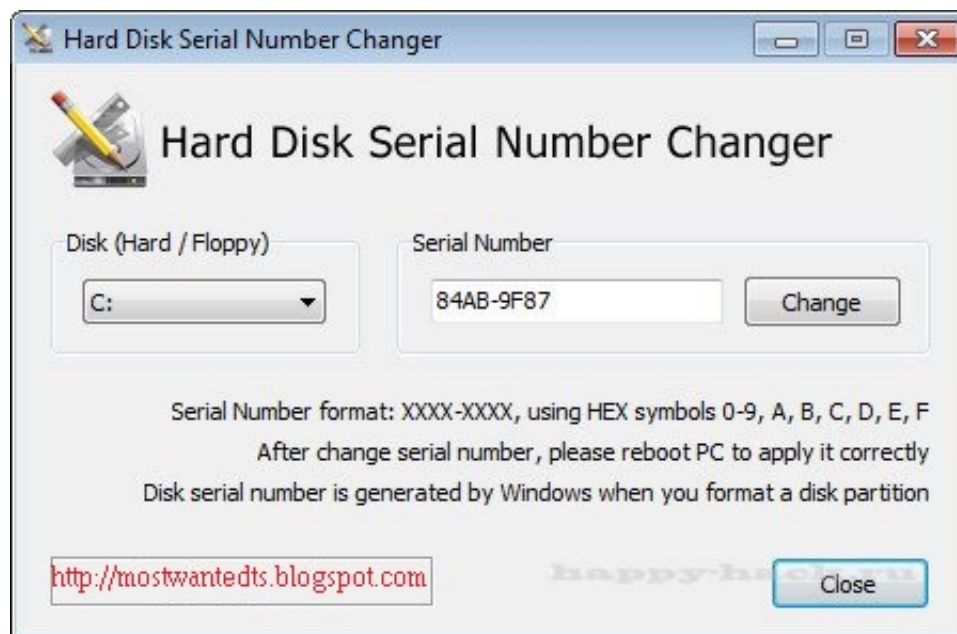 Hard Disk Serial Number Changer
Hard Disk Serial Number Changer
Disk (Hard / Floppy)
Serial Number
C:
84AB-9F87
Change
Serial Number format: XXXX-XXXX, using HEX symbols 0-9, A, B, C, D, E, F
After change serial number, please reboot PC to apply it correctly
Disk serial number is generated by Windows when you format a disk partition
http://mostwantedts.blogspot.com
Close